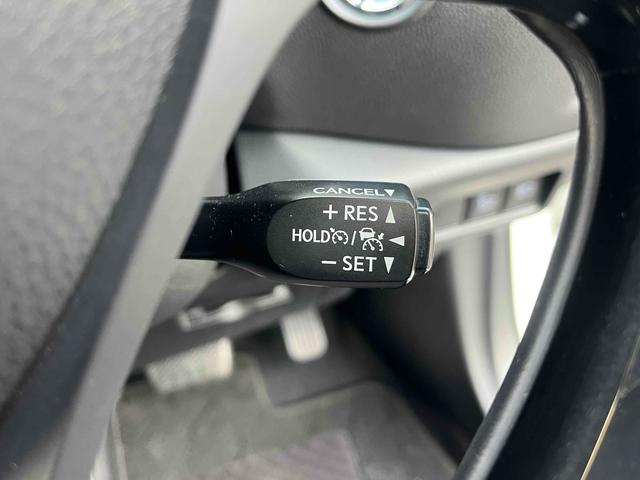 CANCEL▼
+ RES ▲
HOLD / ◀
− SET ▼